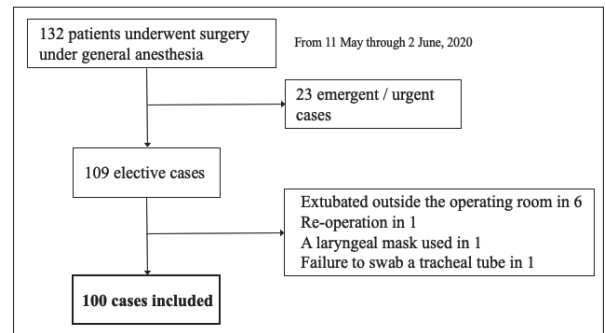 132 patients underwent surgery
under general anesthesia
From 11 May through 2 June, 2020
23 emergent / urgent
cases
109 elective cases
Extubated outside the operating room in 6
Re-operation in 1
A laryngeal mask used in 1
Failure to swab a tracheal tube in 1
100 cases included